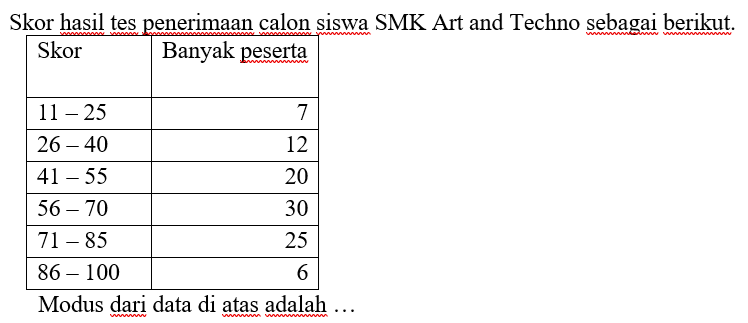 Skor hasil tes penerimaan calon siswa SMK Art and Techno sebagai berikut.
Skor Banyak peserta
11 – 25 7
26 – 40 12
41 – 55 20
56 – 70 30
71 – 85 25
86 – 100 6
Modus dari data di atas adalah …